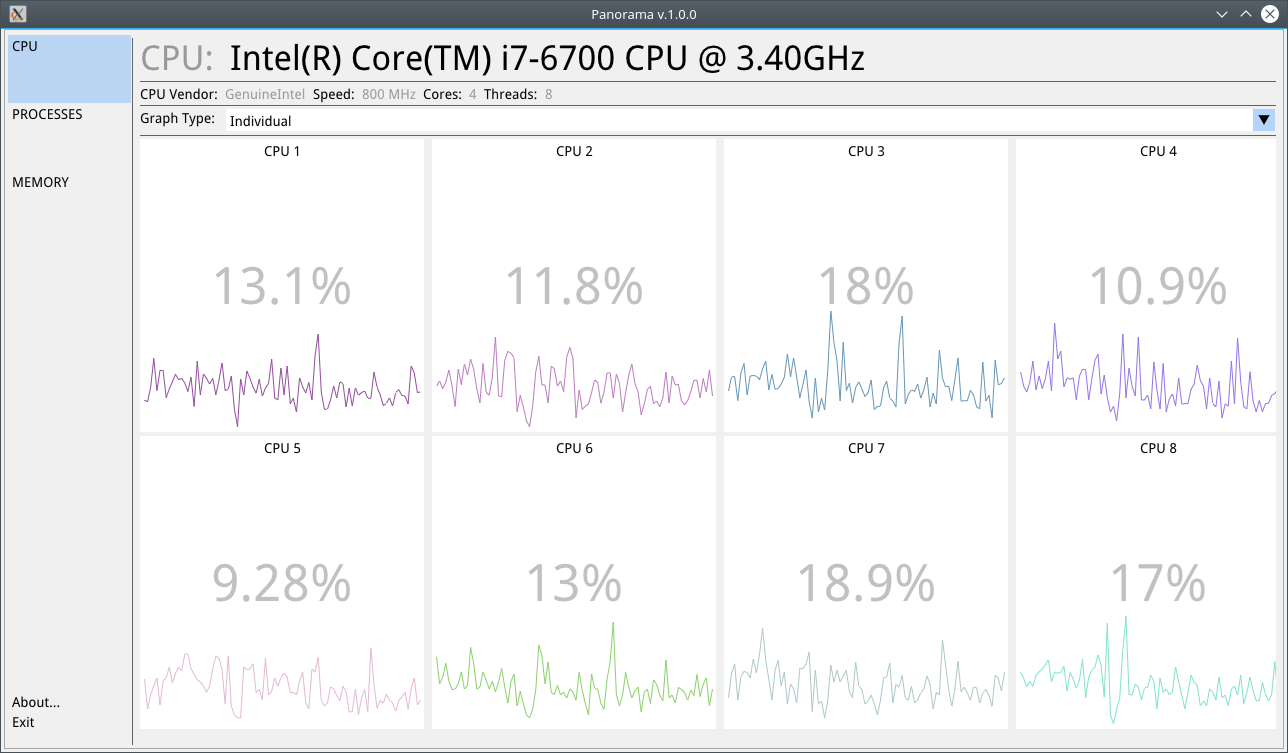 Panorama v.1.0.0
CPU
PROCESSES
MEMORY
About...
Exit
CPU: Intel(R) Core(TM) i7-6700 CPU @ 3.40GHz
CPU Vendor: GenuineIntel Speed: 800 MHz Cores: 4 Threads: 8
Graph Type: Individual
CPU 1 CPU 2 CPU 3 CPU 4
13.1% 11.8% 18% 10.9%
CPU 5 CPU 6 CPU 7 CPU 8
9.28% 13% 18.9% 17%